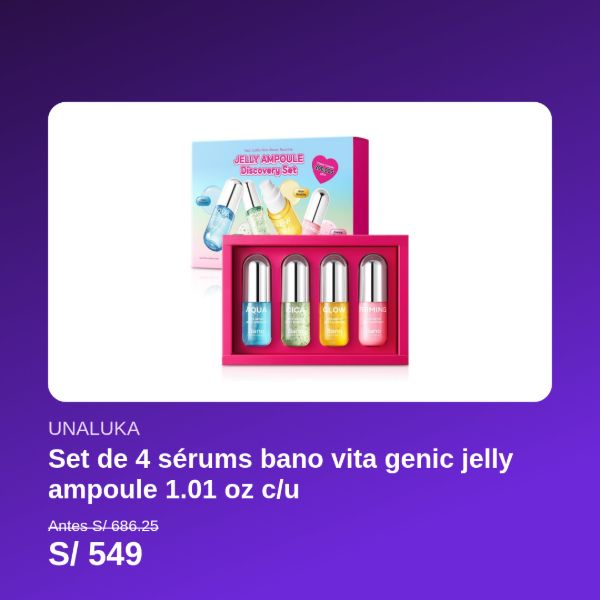 JELLY AMPOULE
Discovery Set
AQUA
CICA
GLOW
FIRMING
UNALUKA
Set de 4 sérums bano vita genic jelly
ampoule 1.01 oz c/u
Antes S/ 686.25
S/ 549